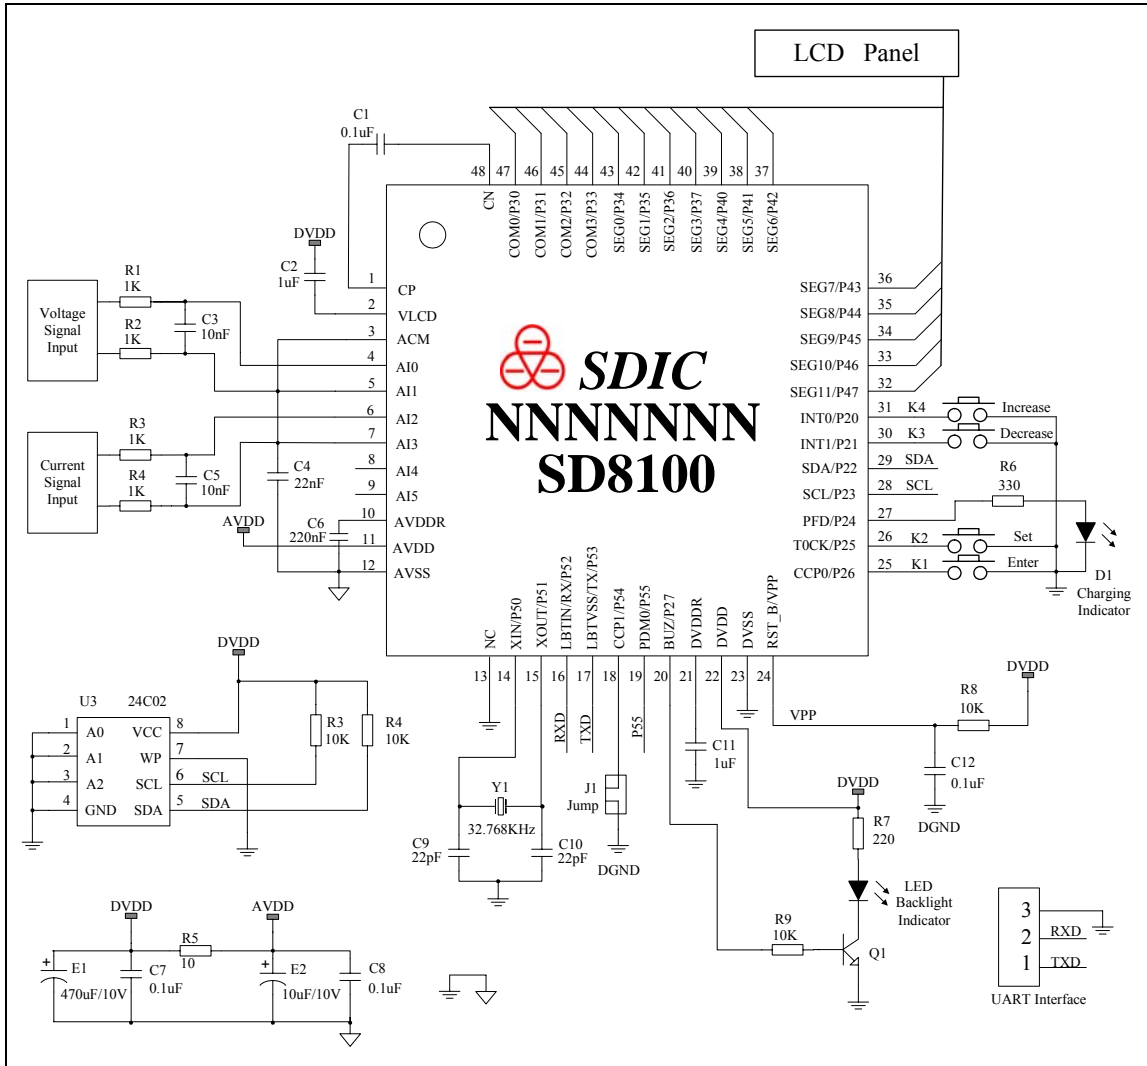 LCD Panel
C1
0.1uF
48
47
46
45
44
43
42
41
40
39
38
37
CN
COM0/P30
COM1/P31
COM2/P32
COM3/P33
SEG0/P34
SEG1/P35
SEG2/P36
SEG3/P37
SEG4/P40
SEG5/P41
SEG6/P42
DVDD
C2
1uF
Voltage
Signal
Input
R1
1K
R2
1K
C3
10nF
Current
Signal
Input
R3
1K
R4
1K
C5
10nF
C4
22nF
AVDD
C6
220nF
1 CP
2 VLCD
3 ACM
4 AI0
5 AI1
6 AI2
7 AI3
8 AI4
9 AI5
10 AVDDR
11 AVDD
12 AVSS
SDIC
NNNNNNN
SD8100
SEG7/P43 36
SEG8/P44 35
SEG9/P45 34
SEG10/P46 33
SEG11/P47 32
INT0/P20 31 K4 Increase
INT1/P21 30 K3 Decrease
SDA/P22 29 SDA
SCL/P23 28 SCL
PFD/P24 27
R6
330
T0CK/P25 26 K2 Set
CCP0/P26 25 K1 Enter
D1
Charging
Indicator
NC
XIN/P50
XOUT/P51
LBTIN/RX/P52
LBTVSS/TX/P53
CCP1/P54
PDM0/P55
BUZ/P27
DVDDR
DVDD
DVSS
RST_B/VPP
13
14
15
16
17
18
19
20
21
22
23
24
RXD
TXD
P55
VPP
DVDD
R8
10K
C12
0.1uF
DGND
C11
1uF
J1
Jump
DGND
Y1
32.768KHz
C9
22pF
C10
22pF
DVDD
U3 24C02
1 A0
2 A1
3 A2
4 GND
VCC 8
WP 7
SCL 6 SCL
SDA 5 SDA
R3
10K
R4
10K
DVDD
R7
220
LED
Backlight
Indicator
R9
10K
Q1
DVDD
AVDD
R5
10
+
E1
470uF/10V
C7
0.1uF
+
E2
10uF/10V
C8
0.1uF
3
2 RXD
1 TXD
UART Interface